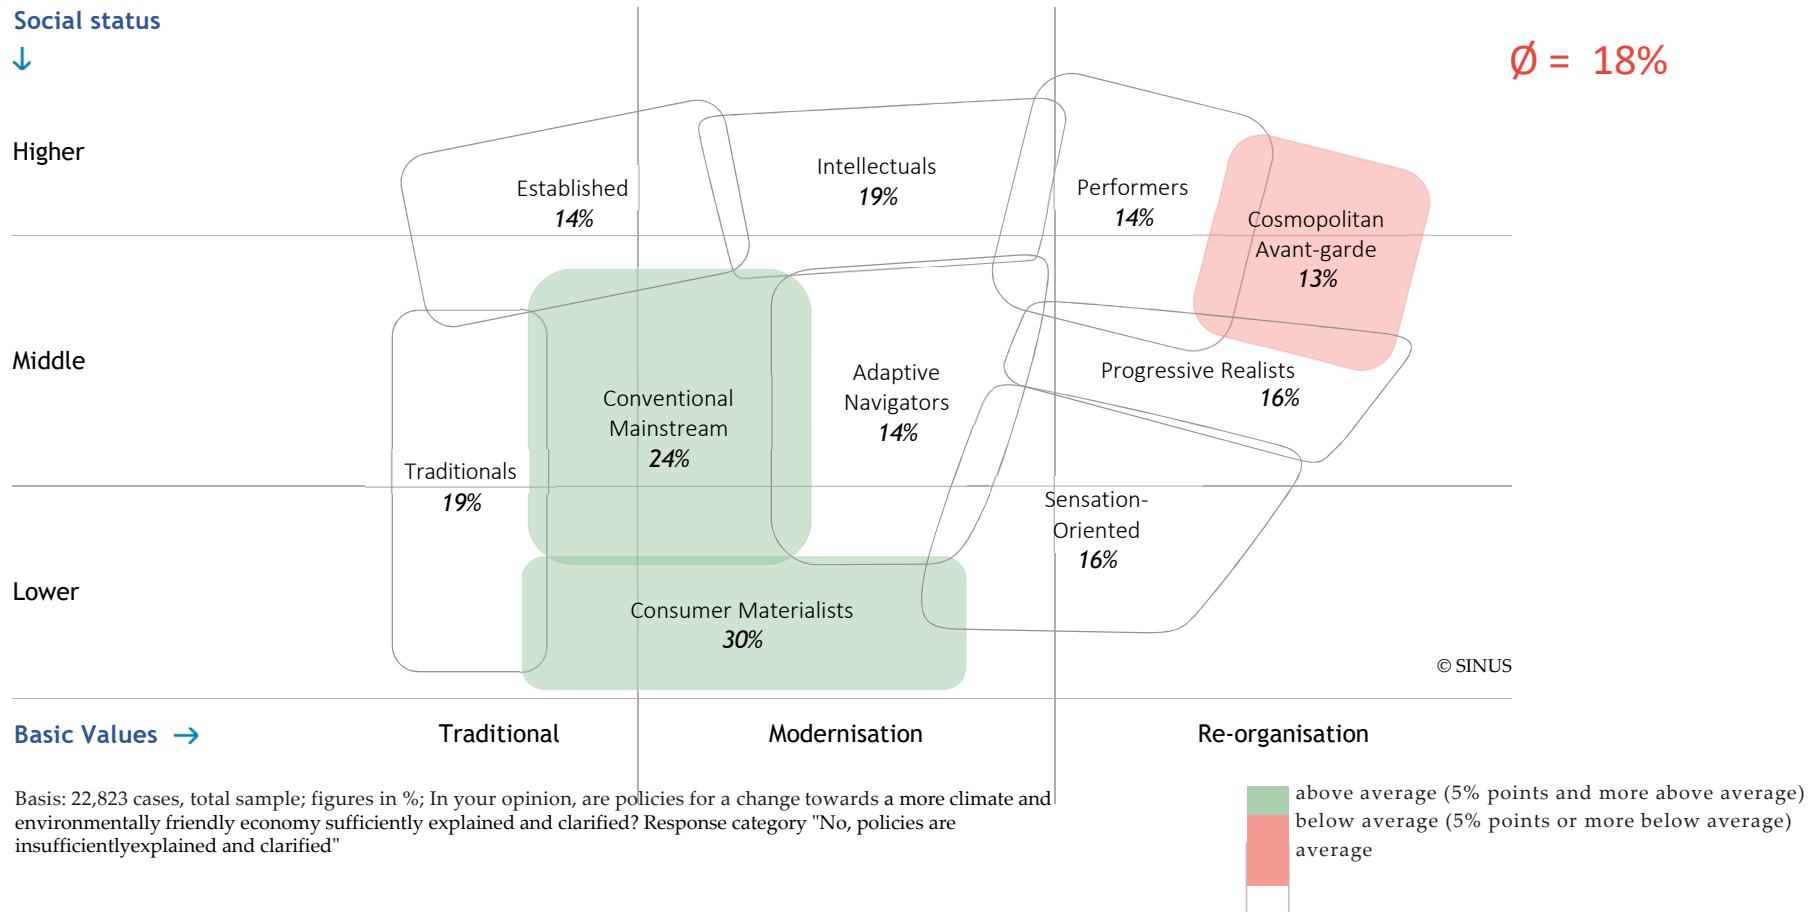 Social status
↓
Ø = 18%
Higher
Established
14%
Intellectuals
19%
Performers
14%
Cosmopolitan
Avant-garde
13%
Middle
Conventional
Mainstream
24%
Adaptive
Navigators
14%
Progressive Realists
16%
Traditionals
19%
Sensation-
Oriented
16%
Lower
Consumer Materialists
30%
© SINUS
Basic Values →
Traditional
Modernisation
Re-organisation
Basis: 22,823 cases, total sample; figures in %; In your opinion, are policies for a change towards a more climate and
environmentally friendly economy sufficiently explained and clarified? Response category "No, policies are
insufficientlyexplained and clarified"
above average (5% points and more above average)
below average (5% points or more below average)
average